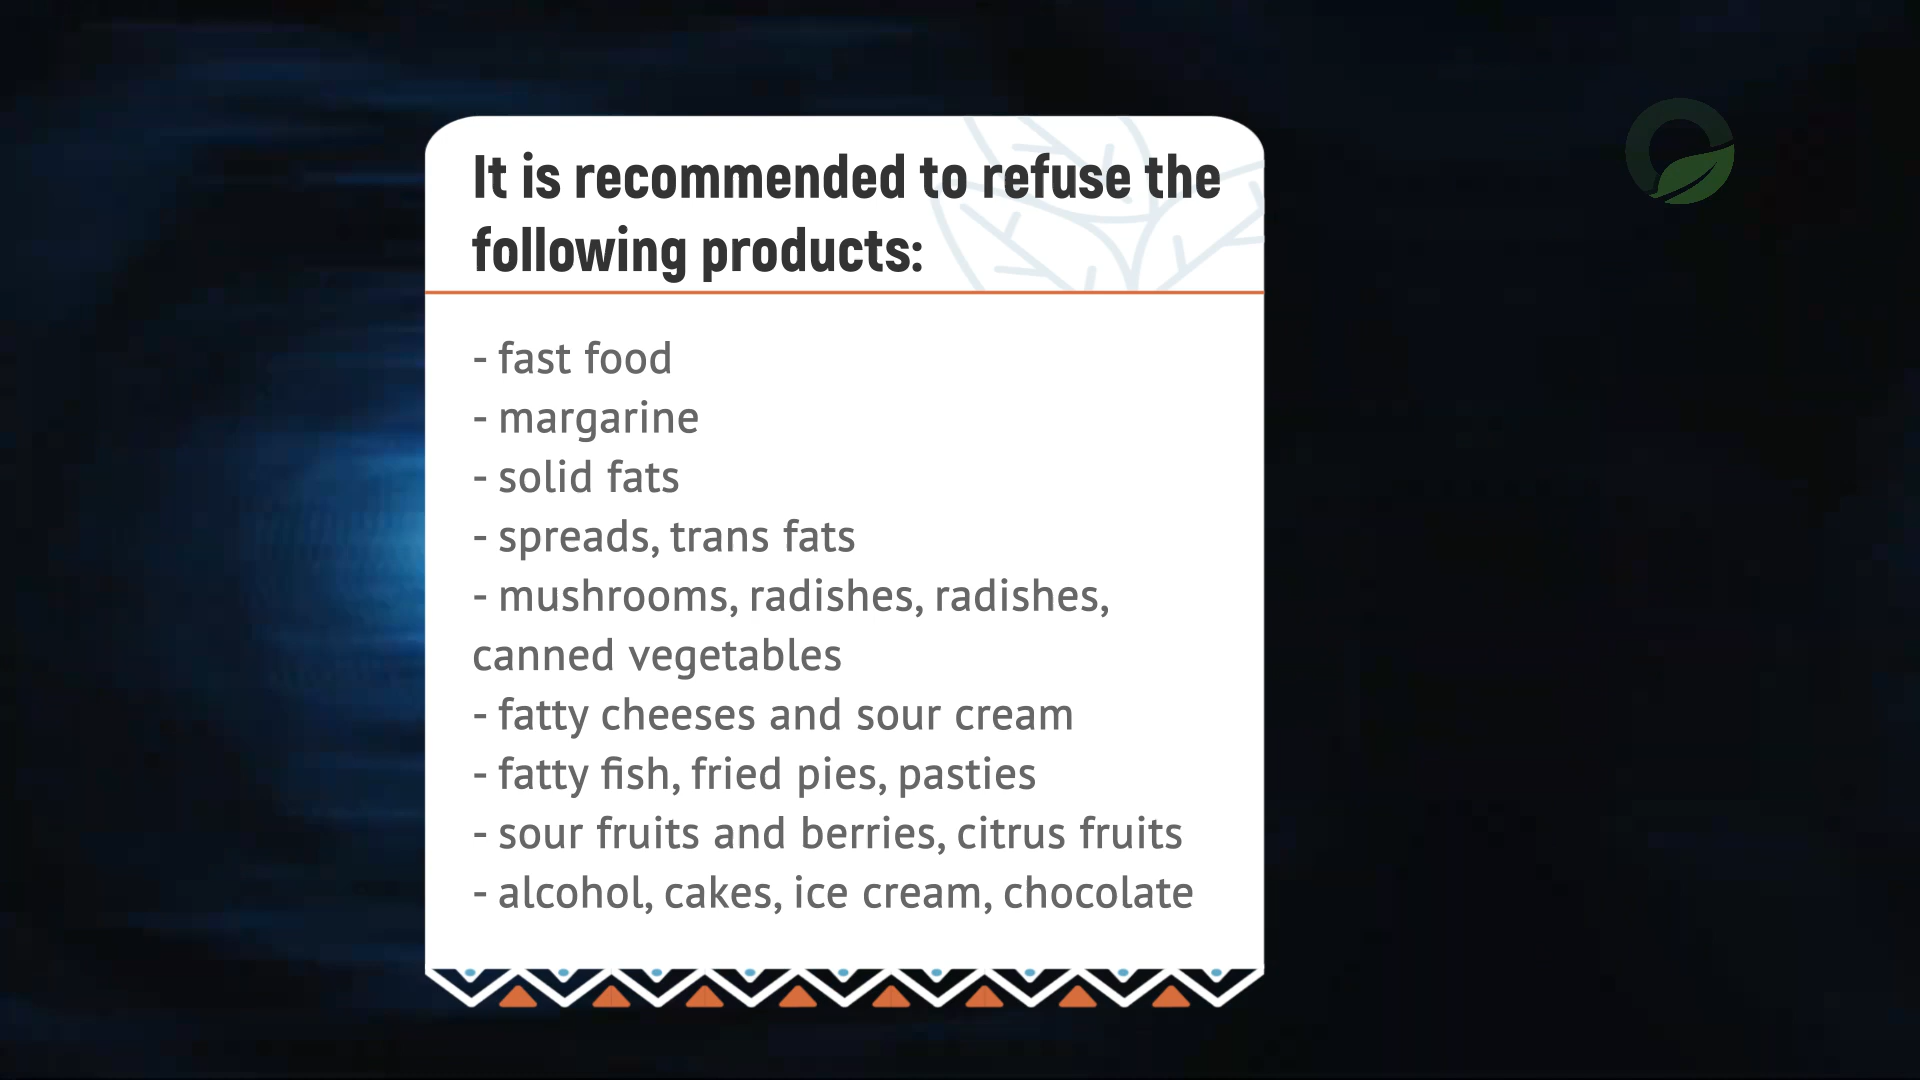 It is recommended to refuse the
following products:
- fast food
- margarine
- solid fats
- spreads, trans fats
- mushrooms, radishes, radishes,
canned vegetables
- fatty cheeses and sour cream
- fatty fish, fried pies, pasties
- sour fruits and berries, citrus fruits
- alcohol, cakes, ice cream, chocolate